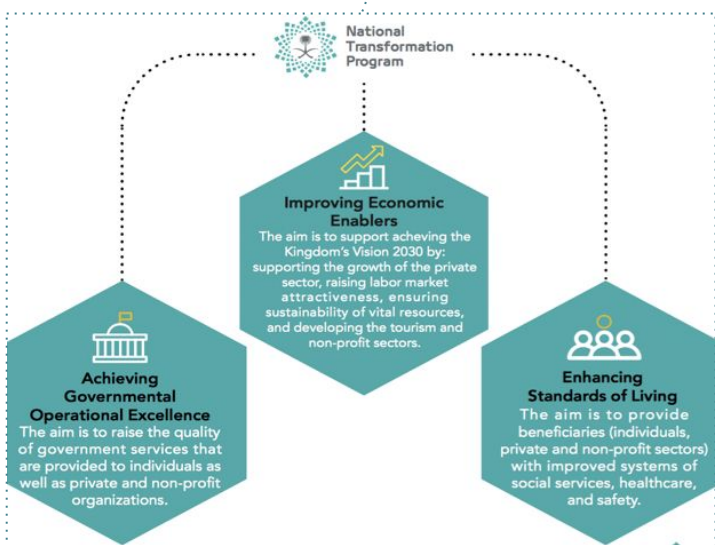 National
Transformation
Program
Improving Economic
Enablers
The aim is to support acheving the
Kingdom's Vision 2030 by:
supporting the growth of the private
sector, raising labor market
attractiveness, ensuring
sustainability of vital resources,
and developing the tourism and
non-profit sectors.
Achieving
Governmental
Operational Excellence
The aim is to raise the quality
of government services that
are provided to individuals as
well as private and non-profit
organizations.
Enhancing
Standards of Living
The aim is to provide
beneficiaries (individuals,
private and non-profit sectors)
with improved systems of
social services, healthcare,
and safety.